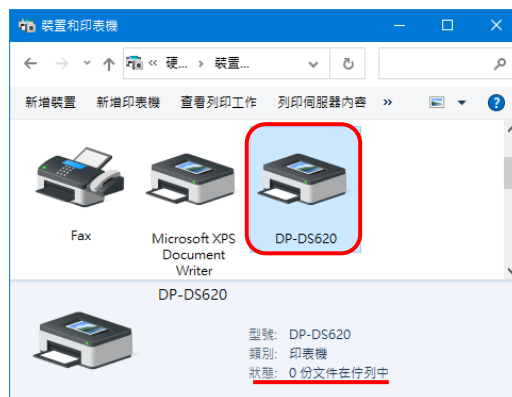 裝置和印表機
« 硬... › 裝置...
新增裝置 新增印表機 查看列印工作 列印伺服器內容 »
Fax
Microsoft XPS
Document
Writer
DP-DS620
DP-DS620
型號: DP-DS620
類別: 印表機
狀態: 0 份文件在佇列中